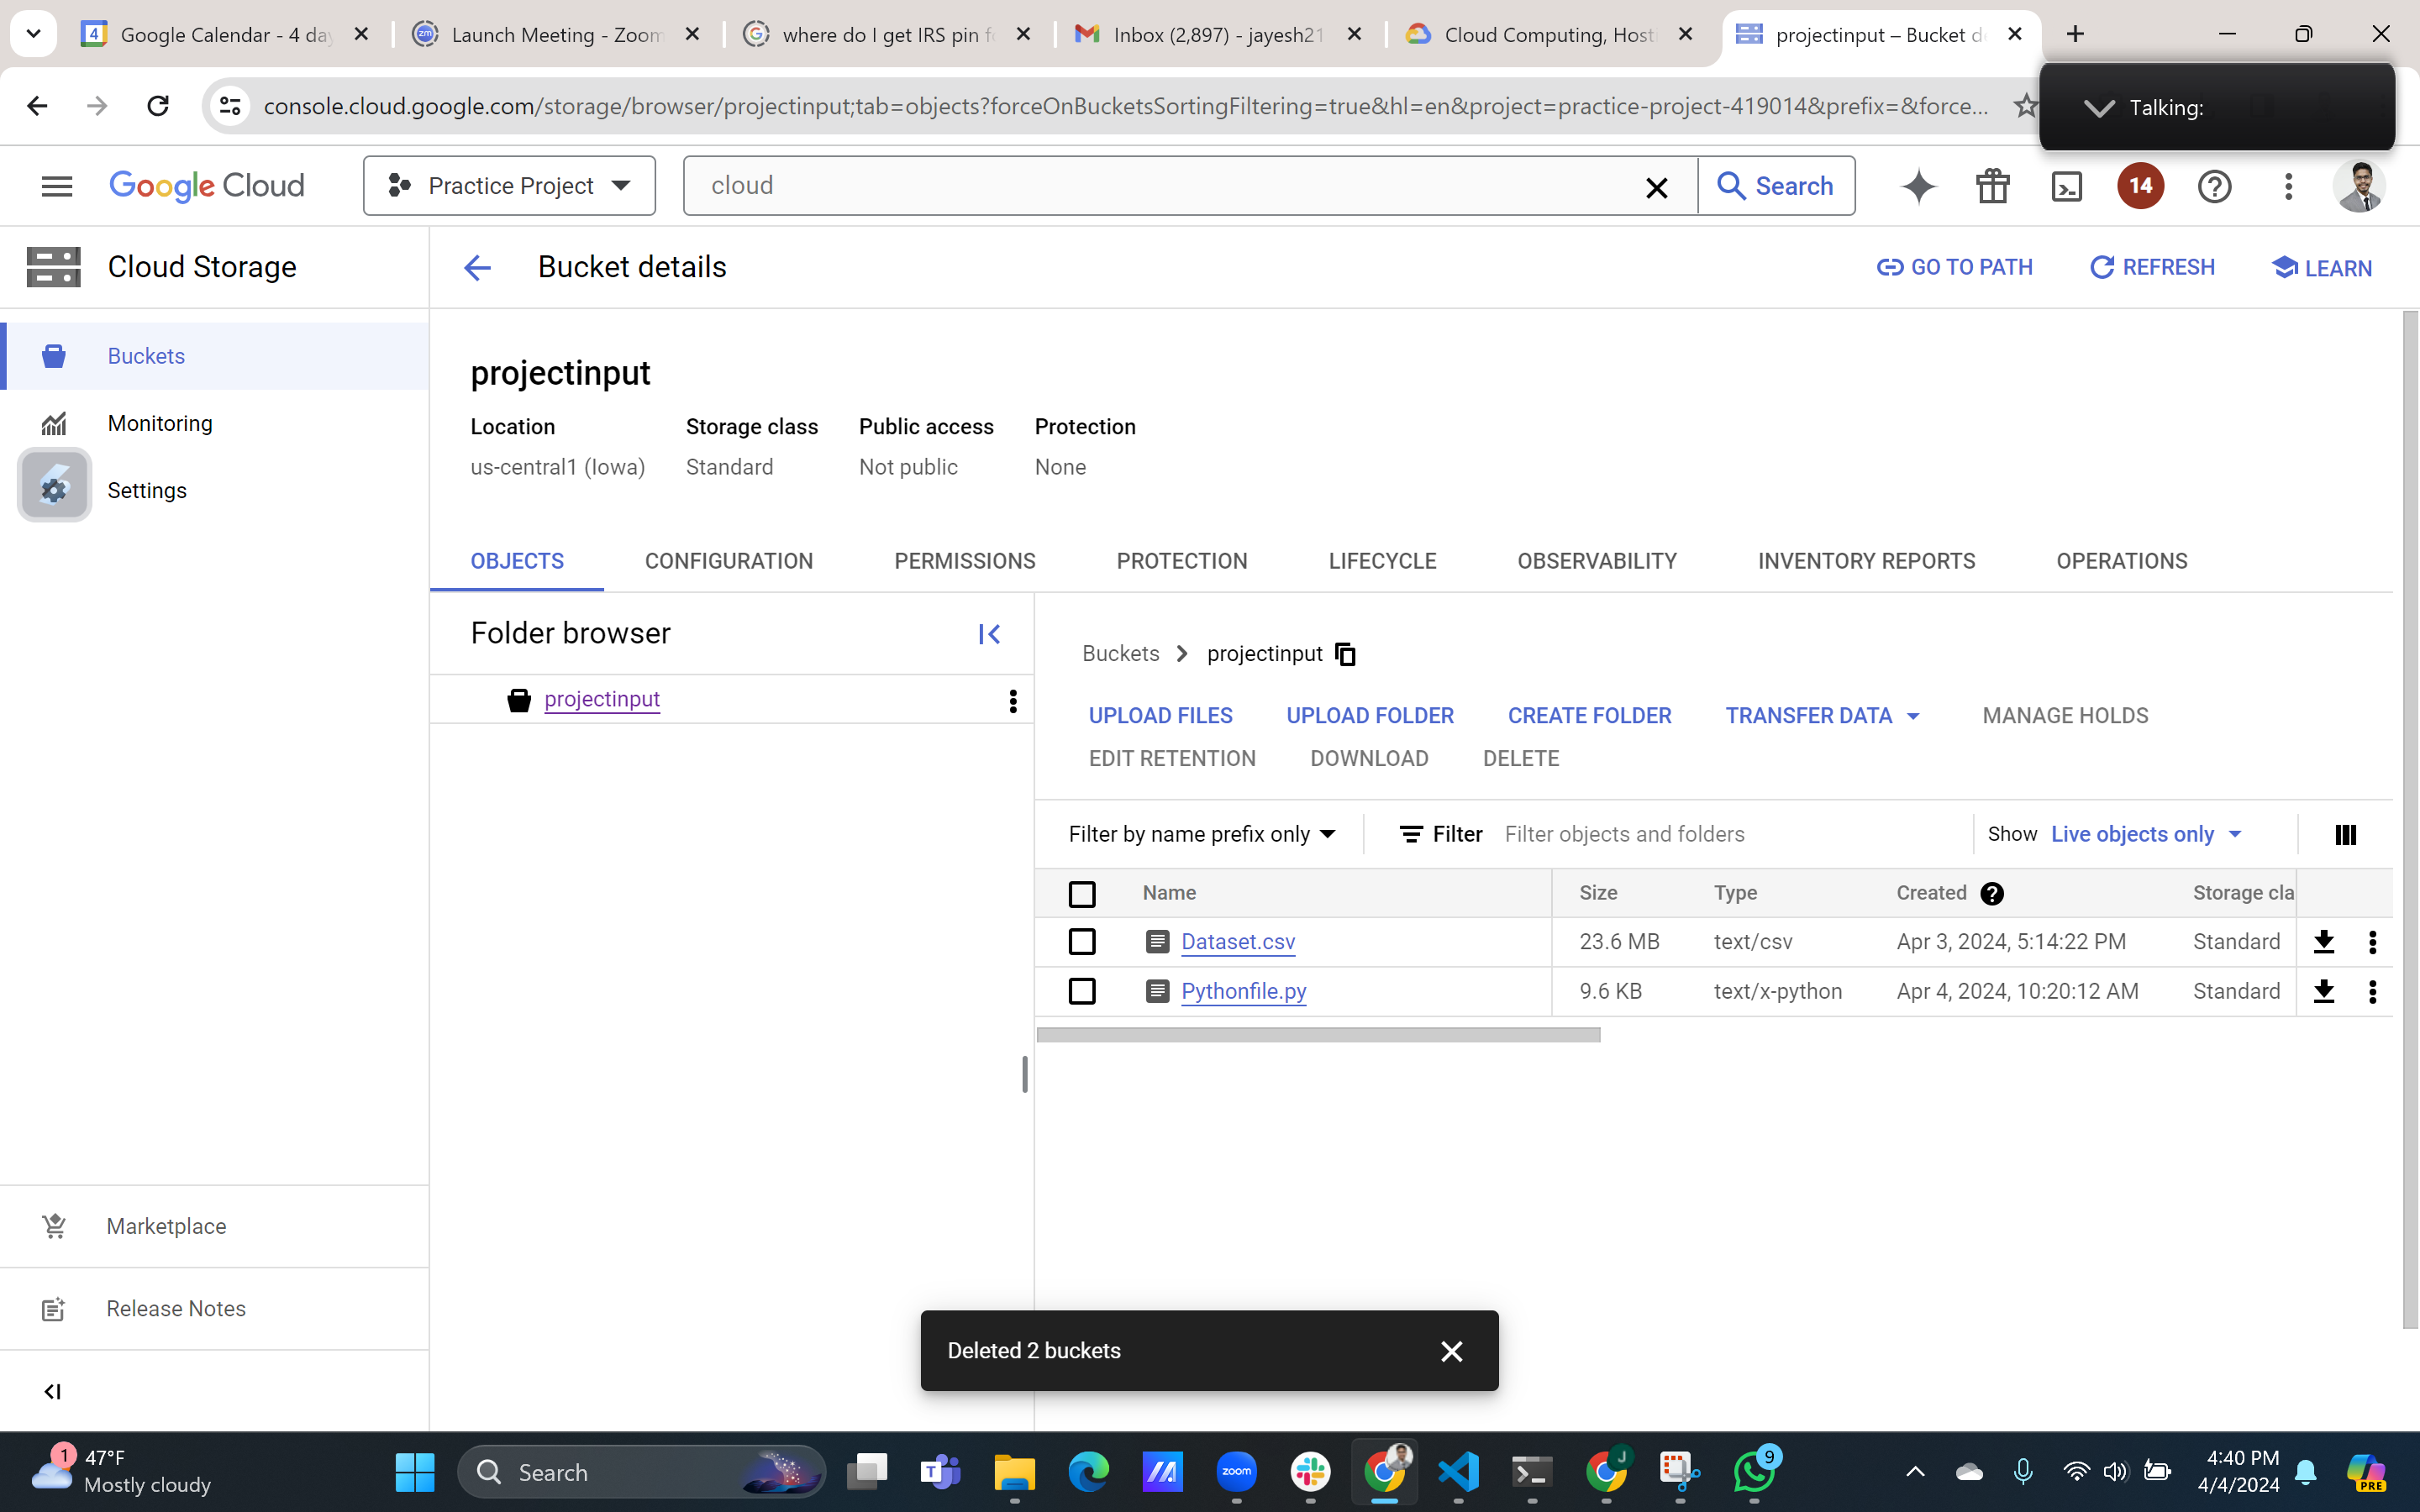 Google Calendar - 4 da
Launch Meeting - Zoom
where do I get IRS pin f
Inbox (2,897) - jayesh21
Cloud Computing, Host
projectinput – Bucket d
console.cloud.google.com/storage/browser/projectinput;tab=objects?forceOnBucketsSortingFiltering=true&hl=en&project=practice-project-419014&prefix=&force...
Talking:
Google Cloud
Practice Project
cloud
Search
14
Cloud Storage
Bucket details
GO TO PATH
REFRESH
LEARN
Buckets
Monitoring
Settings
projectinput
Location Storage class Public access Protection
us-central1 (Iowa) Standard Not public None
OBJECTS CONFIGURATION PERMISSIONS PROTECTION LIFECYCLE OBSERVABILITY INVENTORY REPORTS OPERATIONS
Folder browser
projectinput
Buckets projectinput
UPLOAD FILES UPLOAD FOLDER CREATE FOLDER TRANSFER DATA MANAGE HOLDS
EDIT RETENTION DOWNLOAD DELETE
Filter by name prefix only Filter Filter objects and folders Show Live objects only
Name Size Type Created Storage cla
Dataset.csv 23.6 MB text/csv Apr 3, 2024, 5:14:22 PM Standard
Pythonfile.py 9.6 KB text/x-python Apr 4, 2024, 10:20:12 AM Standard
Marketplace
Release Notes
Deleted 2 buckets
1
47°F
Mostly cloudy
Search
zoom
J
9
4:40 PM
4/4/2024
PRE